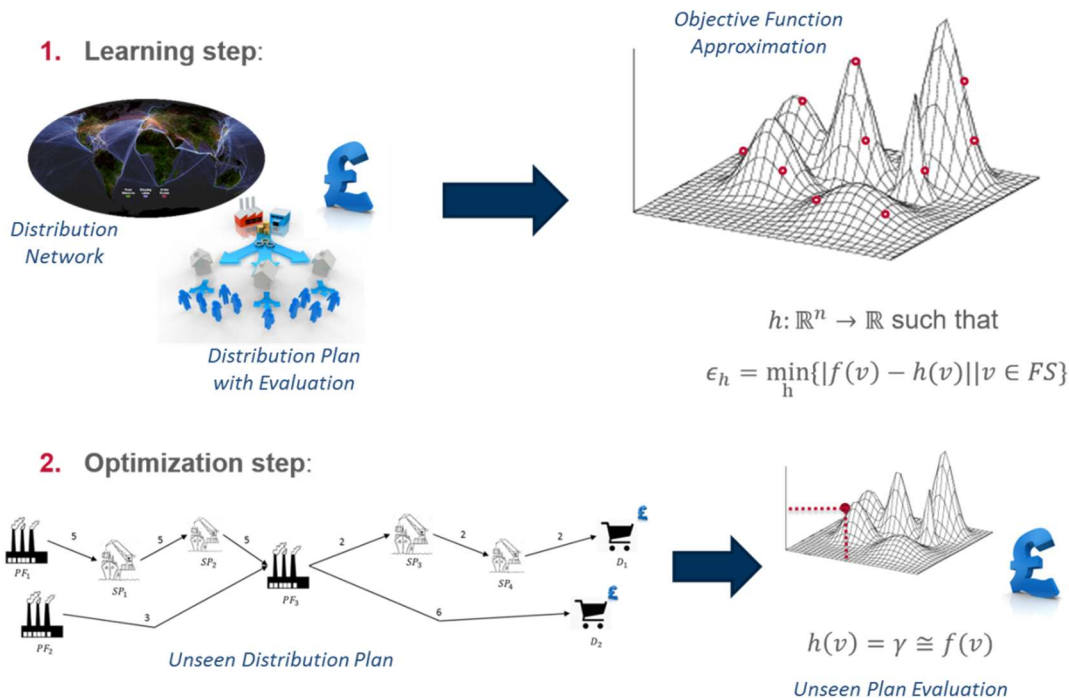 1. Learning step:
Distribution
Network
£
Distribution Plan
with Evaluation
Objective Function
Approximation
h: ℝⁿ → ℝ such that
ϵ_h = min_h{|f(v) − h(v)||v ∈ FS}
2. Optimization step:
PF₁
5
SP₁
5
SP₂
5
PF₃
2
SP₃
2
SP₄
2
D₁
£
PF₂
3
6
D₂
£
Unseen Distribution Plan
£
h(v) = γ ≅ f(v)
Unseen Plan Evaluation